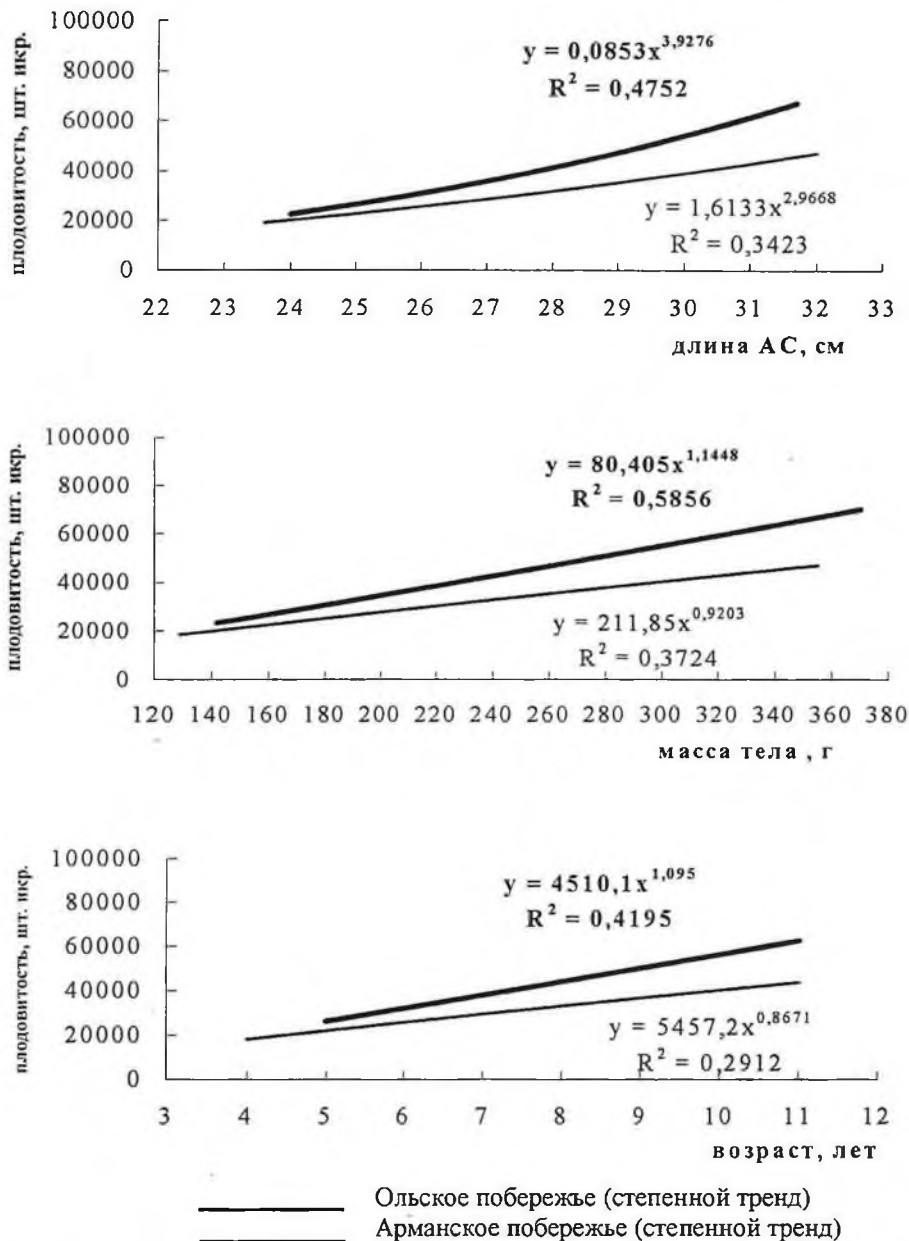 плодовитость, шт. икр.
100000
80000
60000
40000
20000
0
y = 0,0853x^3,9276
R² = 0,4752
y = 1,6133x^2,9668
R² = 0,3423
22 23 24 25 26 27 28 29 30 31 32 33
длина АС, см
плодовитость, шт. икр.
100000
80000
60000
40000
20000
0
y = 80,405x^1,1448
R² = 0,5856
y = 211,85x^0,9203
R² = 0,3724
120 140 160 180 200 220 240 260 280 300 320 340 360 380
масса тела , г
плодовитость, шт. икр.
100000
80000
60000
40000
20000
0
y = 4510,1x^1,095
R² = 0,4195
y = 5457,2x^0,8671
R² = 0,2912
3 4 5 6 7 8 9 10 11 12
возраст, лет
Ольское побережье (степенной тренд)
Арманское побережье (степенной тренд)